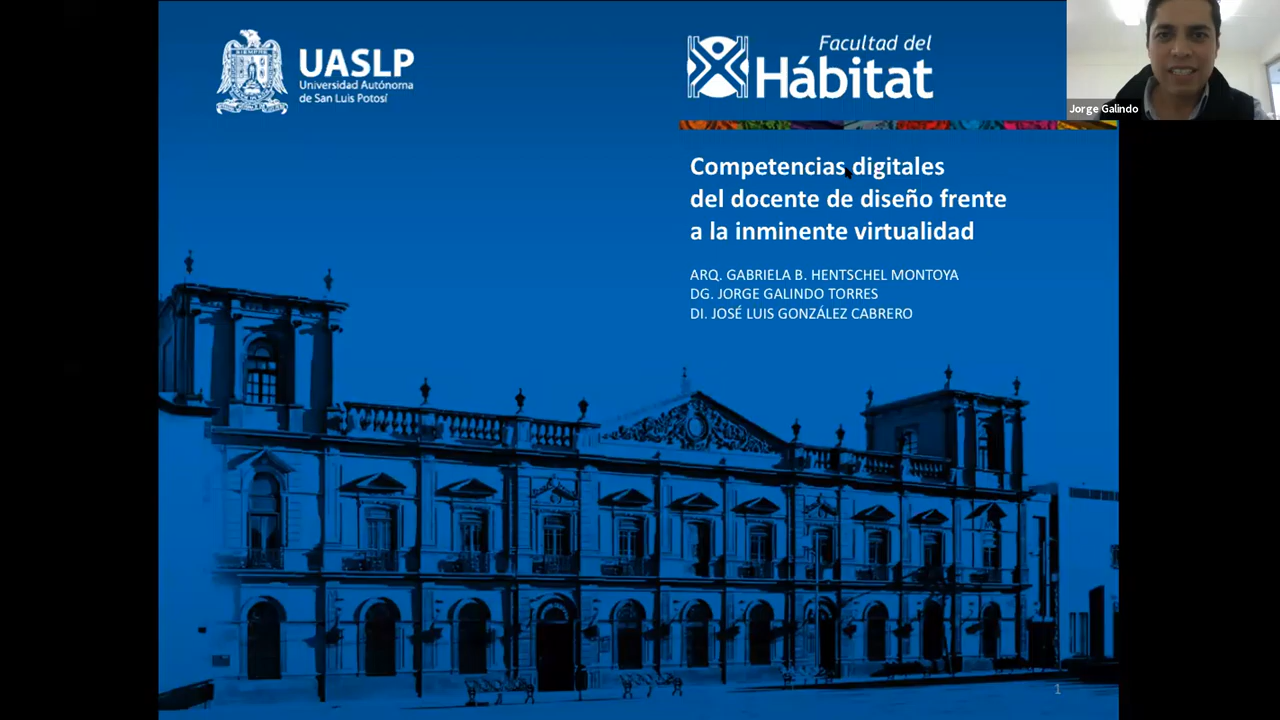 SIEMPRE
UASLP
Universidad Autónoma
de San Luis Potosí
Facultad del
Hábitat
Jorge Galindo
Competencias digitales
del docente de diseño frente
a la inminente virtualidad
ARQ. GABRIELA B. HENTSCHEL MONTOYA
DG. JORGE GALINDO TORRES
DI. JOSÉ LUIS GONZÁLEZ CABRERO
1